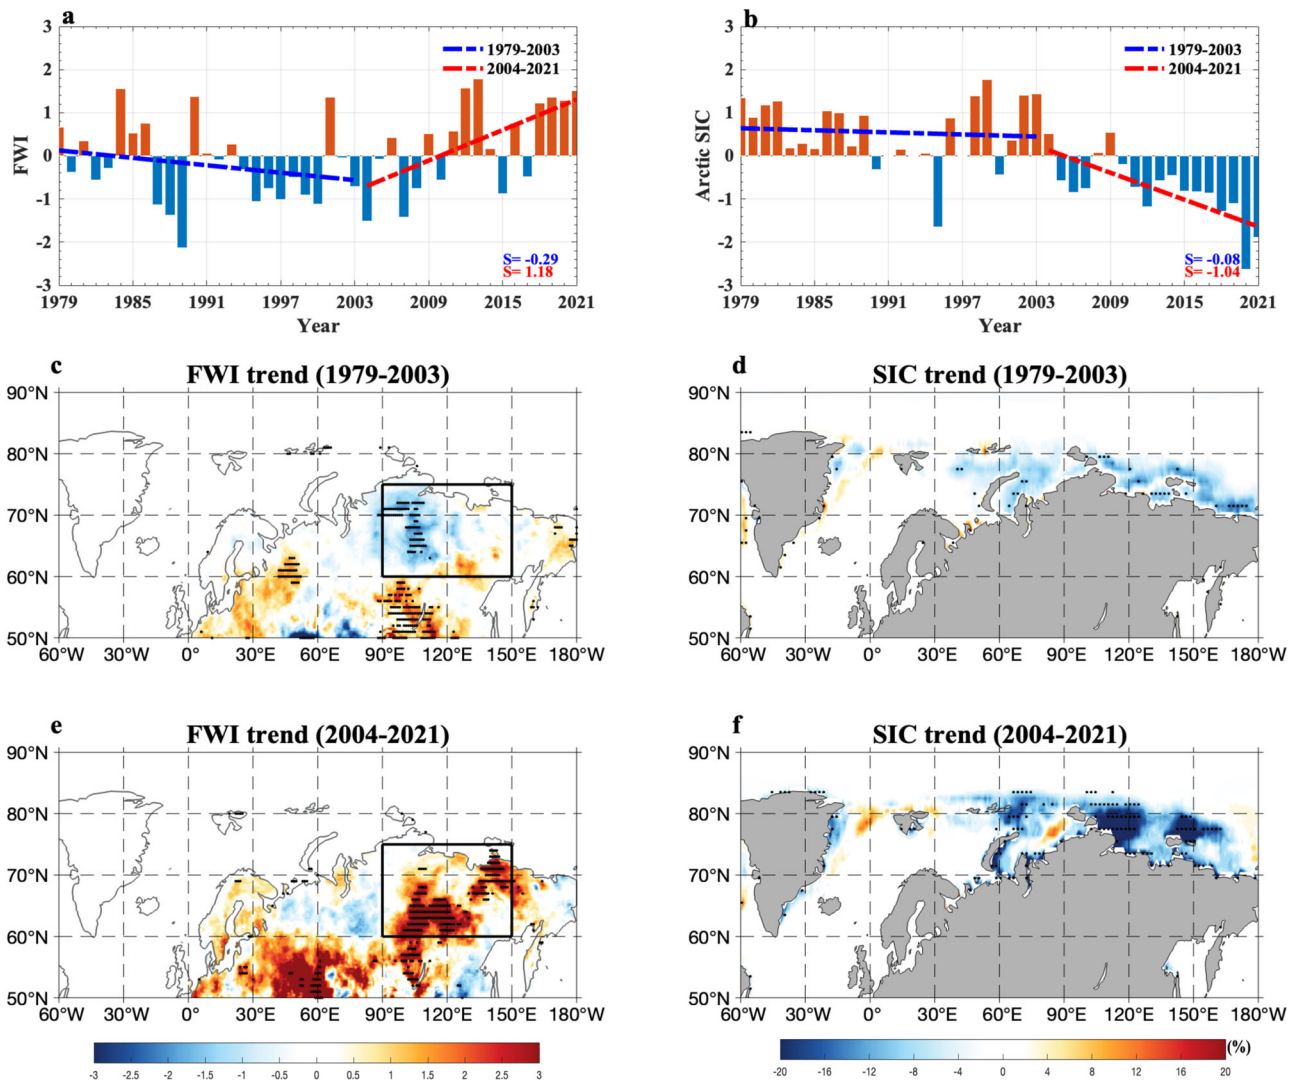 a
3
2
1
0
-1
-2
-3
FWI
1979-2003
2004-2021
S= -0.29
S= 1.18
1979 1985 1991 1997 2003 2009 2015 2021
Year
b
3
2
1
0
-1
-2
-3
Arctic SIC
1979-2003
2004-2021
S= -0.08
S= -1.04
1979 1985 1991 1997 2003 2009 2015 2021
Year
c
FWI trend (1979-2003)
90°N
80°N
70°N
60°N
50°N
60°W 30°W 0° 30°E 60°E 90°E 120°E 150°E 180°W
d
SIC trend (1979-2003)
90°N
80°N
70°N
60°N
50°N
60°W 30°W 0° 30°E 60°E 90°E 120°E 150°E 180°W
e
FWI trend (2004-2021)
90°N
80°N
70°N
60°N
50°N
60°W 30°W 0° 30°E 60°E 90°E 120°E 150°E 180°W
-3 -2.5 -2 -1.5 -1 -0.5 0 0.5 1 1.5 2 2.5 3
f
SIC trend (2004-2021)
90°N
80°N
70°N
60°N
50°N
60°W 30°W 0° 30°E 60°E 90°E 120°E 150°E 180°W
(%)
-20 -16 -12 -8 -4 0 4 8 12 16 20